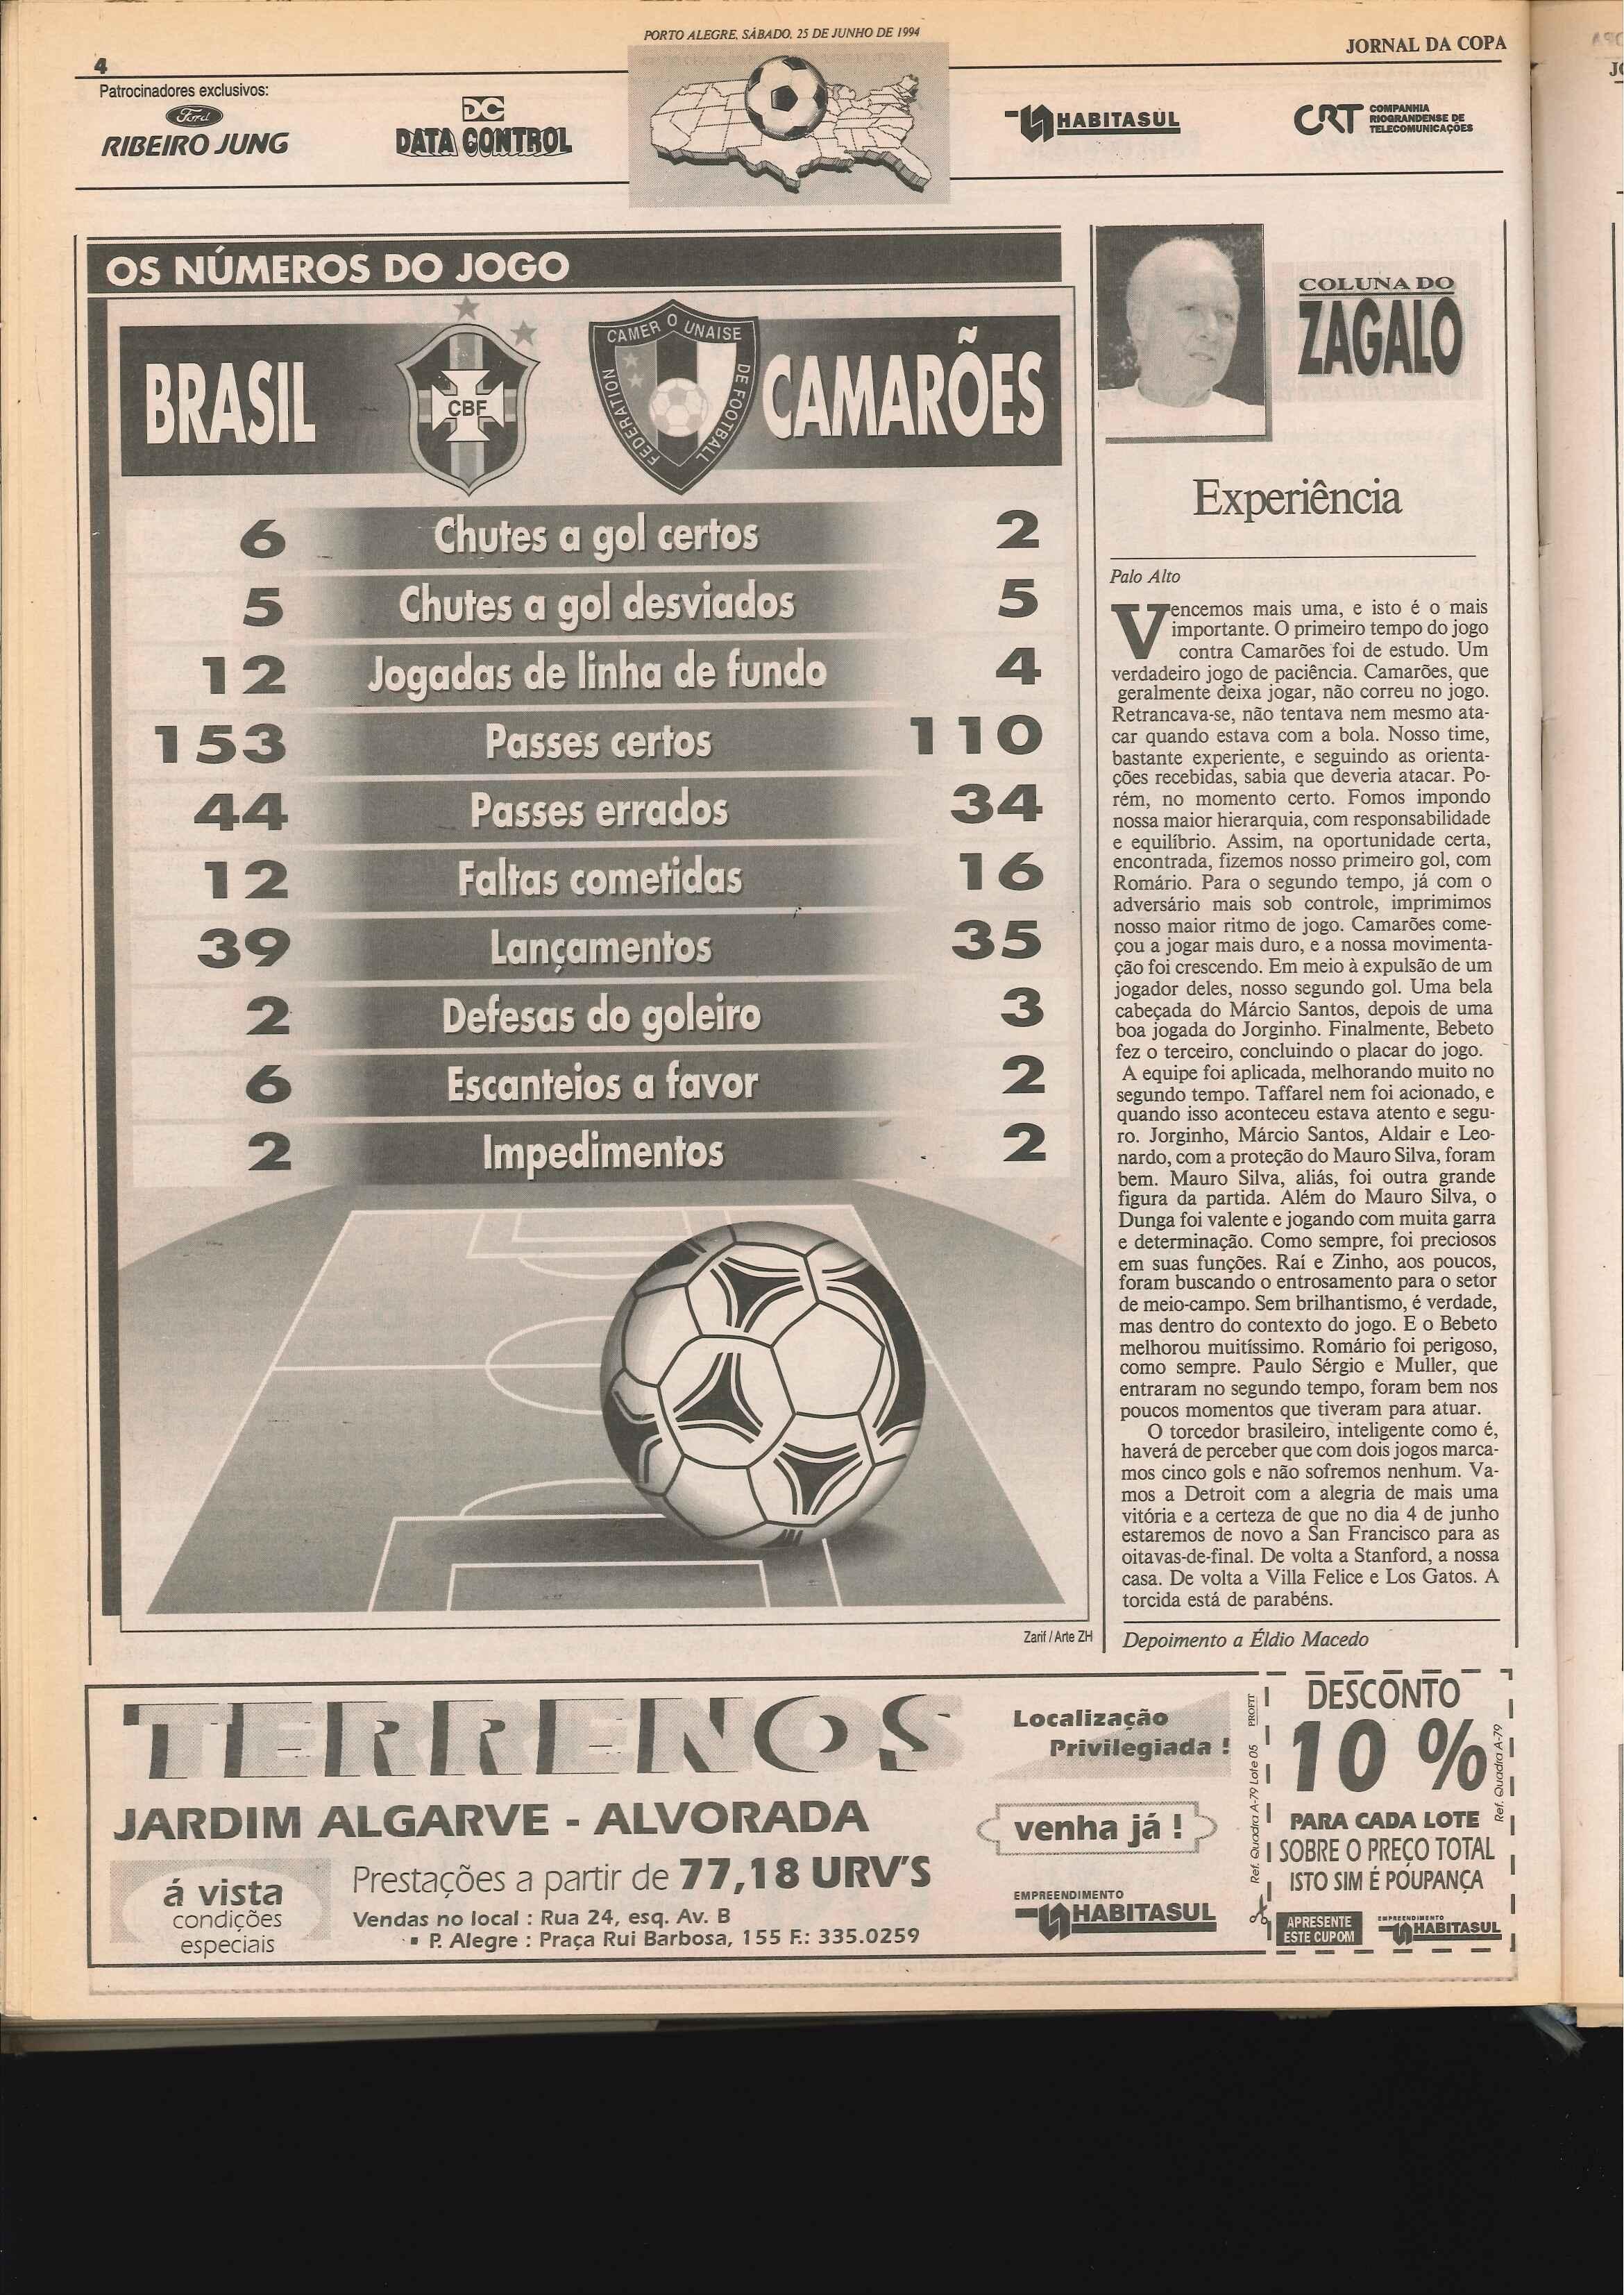 PORTO ALEGRE, SÁBADO, 25 DE JUNHO DE 1994
JORNAL DA COPA
4
Patrocinadores exclusivos:
Ford
RIBEIRO JUNG
DC
DATA CONTROL
HABITASUL
CRT COMPANHIA
RIOGRANDENSE DE
TELECOMUNICAÇÕES
OS NÚMEROS DO JOGO
BRASIL
CBF
CAMER O UNAISE
FEDERATION
DE FOOTBALL
CAMARÕES
6 Chutes a gol certos 2
5 Chutes a gol desviados 5
12 Jogadas de linha de fundo 4
153 Passes certos 110
44 Passes errados 34
12 Faltas cometidas 16
39 Lançamentos 35
2 Defesas do goleiro 3
6 Escanteios a favor 2
2 Impedimentos 2
Zarif / Arte ZH
COLUNA DO
ZAGALO
Experiência
Palo Alto
Vencemos mais uma, e isto é o mais
importante. O primeiro tempo do jogo
contra Camarões foi de estudo. Um
verdadeiro jogo de paciência. Camarões, que
geralmente deixa jogar, não correu no jogo.
Retrancava-se, não tentava nem mesmo ata-
car quando estava com a bola. Nosso time,
bastante experiente, e seguindo as orienta-
ções recebidas, sabia que deveria atacar. Po-
rém, no momento certo. Fomos impondo
nossa maior hierarquia, com responsabilidade
e equilíbrio. Assim, na oportunidade certa,
encontrada, fizemos nosso primeiro gol, com
Romário. Para o segundo tempo, já com o
adversário mais sob controle, imprimimos
nosso maior ritmo de jogo. Camarões come-
çou a jogar mais duro, e a nossa movimenta-
ção foi crescendo. Em meio à expulsão de um
jogador deles, nosso segundo gol. Uma bela
cabeçada do Márcio Santos, depois de uma
boa jogada do Jorginho. Finalmente, Bebeto
fez o terceiro, concluindo o placar do jogo.
A equipe foi aplicada, melhorando muito no
segundo tempo. Taffarel nem foi acionado, e
quando isso aconteceu estava atento e segu-
ro. Jorginho, Márcio Santos, Aldair e Leo-
nardo, com a proteção do Mauro Silva, foram
bem. Mauro Silva, aliás, foi outra grande
figura da partida. Além do Mauro Silva, o
Dunga foi valente e jogando com muita garra
e determinação. Como sempre, foi preciosos
em suas funções. Raí e Zinho, aos poucos,
foram buscando o entrosamento para o setor
de meio-campo. Sem brilhantismo, é verdade,
mas dentro do contexto do jogo. E o Bebeto
melhorou muitíssimo. Romário foi perigoso,
como sempre. Paulo Sérgio e Muller, que
entraram no segundo tempo, foram bem nos
poucos momentos que tiveram para atuar.
O torcedor brasileiro, inteligente como é,
haverá de perceber que com dois jogos marca-
mos cinco gols e não sofremos nenhum. Va-
mos a Detroit com a alegria de mais uma
vitória e a certeza de que no dia 4 de junho
estaremos de novo a San Francisco para as
oitavas-de-final. De volta a Stanford, a nossa
casa. De volta a Villa Felice e Los Gatos. A
torcida está de parabéns.
Depoimento a Éldio Macedo
TERRENOS
JARDIM ALGARVE - ALVORADA
á vista
condições
especiais
Prestações a partir de 77,18 URV'S
Vendas no local : Rua 24, esq. Av. B
P. Alegre : Praça Rui Barbosa, 155 F.: 335.0259
Localização
Privilegiada !
venha já !
EMPREENDIMENTO
HABITASUL
Ref. Quadra A-79 Lote 05 PROFIT
DESCONTO
10 %
PARA CADA LOTE
SOBRE O PREÇO TOTAL
ISTO SIM É POUPANÇA
APRESENTE
ESTE CUPOM
EMPREENDIMENTO
HABITASUL
Ref. Quadra A-79